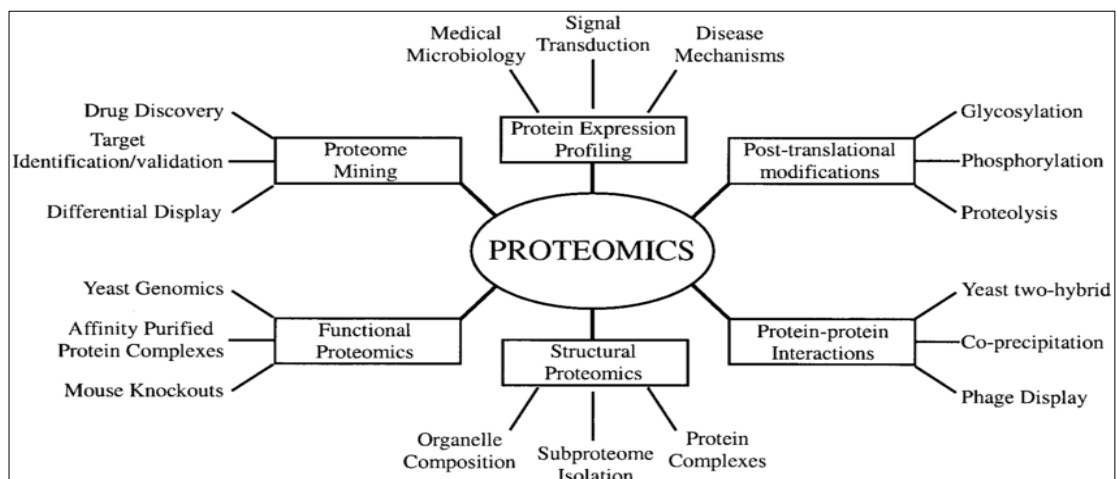 Medical
Microbiology
Signal
Transduction
Disease
Mechanisms
Drug Discovery
Target
Identification/validation
Differential Display
Proteome
Mining
Protein Expression
Profiling
Post-translational
modifications
Glycosylation
Phosphorylation
Proteolysis
PROTEOMICS
Yeast Genomics
Affinity Purified
Protein Complexes
Mouse Knockouts
Functional
Proteomics
Structural
Proteomics
Protein-protein
Interactions
Yeast two-hybrid
Co-precipitation
Phage Display
Organelle
Composition
Subproteome
Isolation
Protein
Complexes